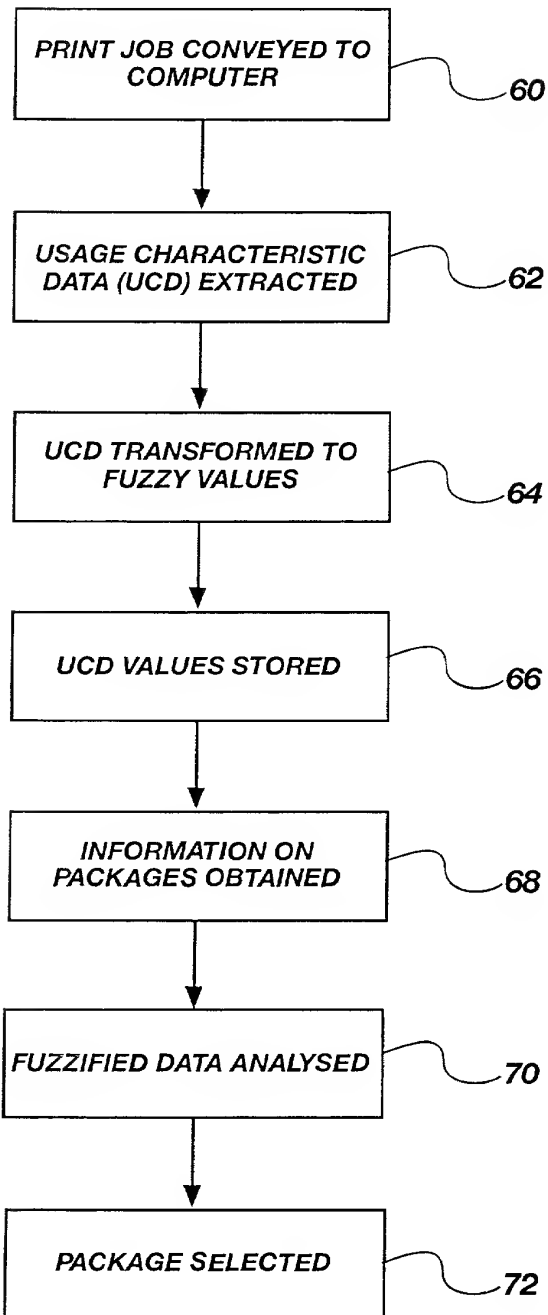 PRINT JOB CONVEYED TO
COMPUTER
60
USAGE CHARACTERISTIC
DATA (UCD) EXTRACTED
62
UCD TRANSFORMED TO
FUZZY VALUES
64
UCD VALUES STORED
66
INFORMATION ON
PACKAGES OBTAINED
68
FUZZIFIED DATA ANALYSED
70
PACKAGE SELECTED
72